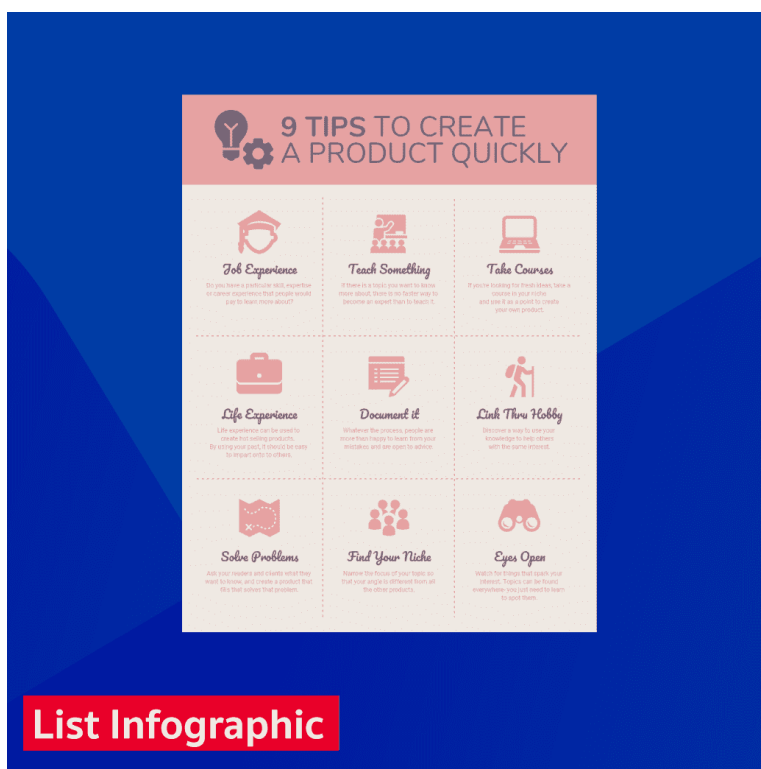 9 TIPS TO CREATE
A PRODUCT QUICKLY
Job Experience
Do you have a particular skill, expertise
or career experience that people would
pay to learn more about?
Teach Something
If there is a topic you want to know
more about, there is no faster way to
become an expert than to teach it.
Take Courses
If you're looking for fresh ideas, take a
course in your niche
and use it as a point to create
your own product.
Life Experience
Life experience can be used to
create hot selling products.
By using your past, it should be easy
to impart onto to others.
Document it
Whatever the process, people are
more than happy to learn from your
mistakes and are open to advice.
Link Thru Hobby
Discover a way to use your
knowledge to help others
with the same interest.
Solve Problems
Ask your readers and clients what they
want to know, and create a product that
fits that solves that problem.
Find Your Niche
Narrow the focus of your topic so
that your angle is different from all
the other products.
Eyes Open
Watch for things that spark your
interest. Topics can be found
everywhere- you just need to learn
to spot them.
List Infographic